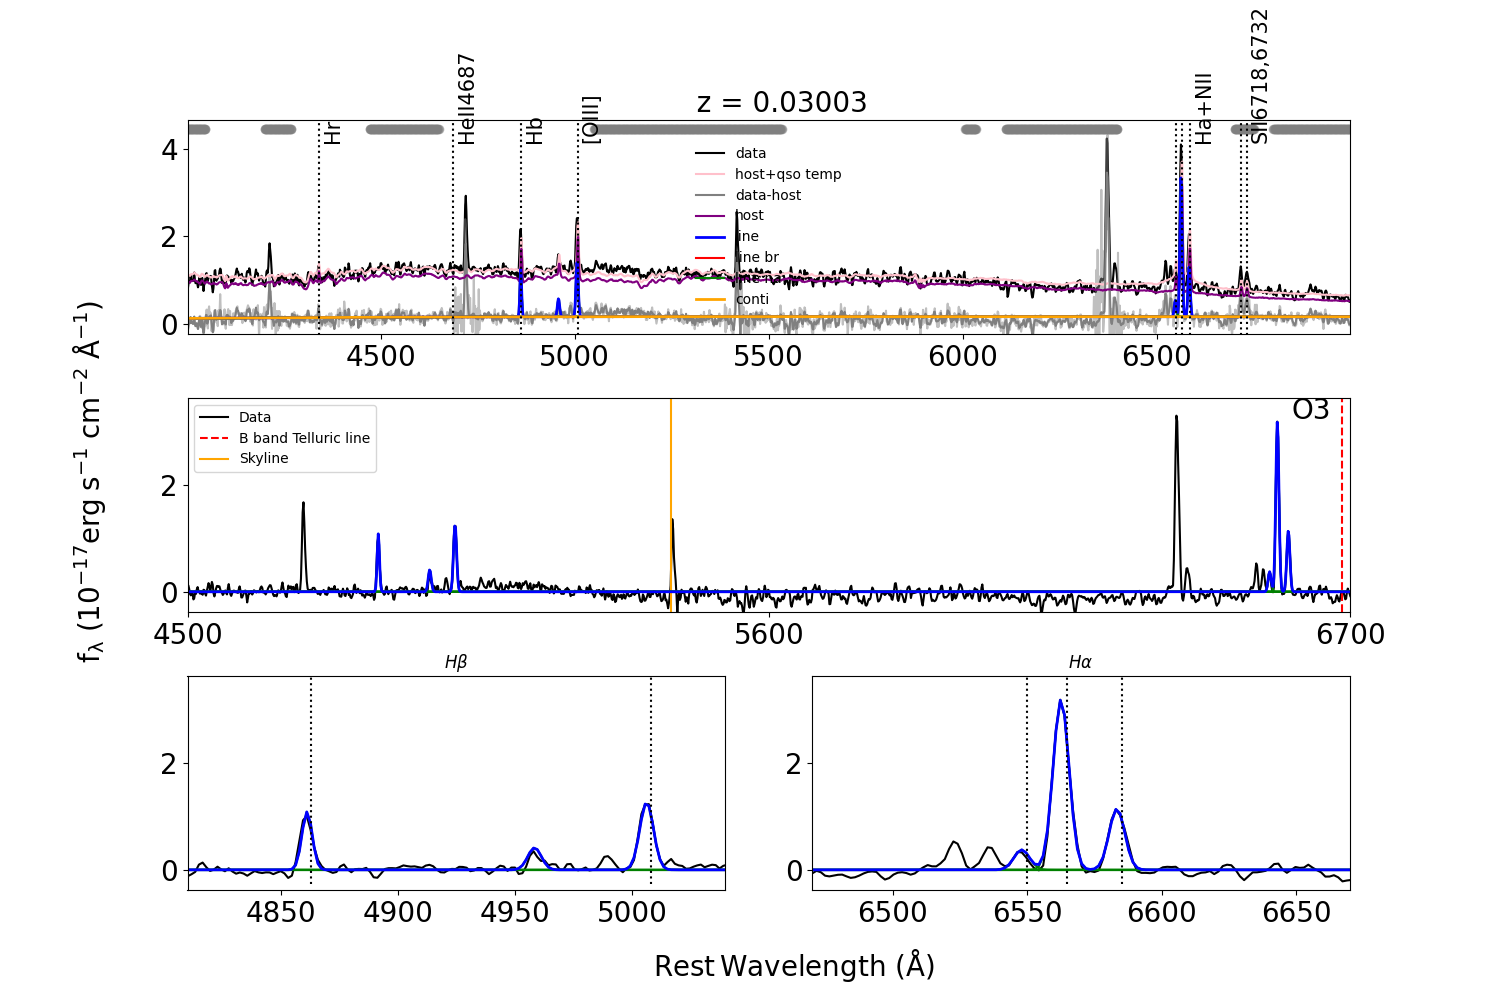 z = 0.03003
Hr
HeII4687
Hb
[OIII]
Ha+NII
SII6718,6732
data
host+qso temp
data-host
host
line
line br
conti
4
2
0
4500
5000
5500
6000
6500
fλ (10⁻¹⁷erg s⁻¹ cm⁻² Å⁻¹)
Data
B band Telluric line
Skyline
O3
2
0
4500
5600
6700
Hβ
2
0
4850
4900
4950
5000
Hα
2
0
6500
6550
6600
6650
Rest Wavelength (Å)